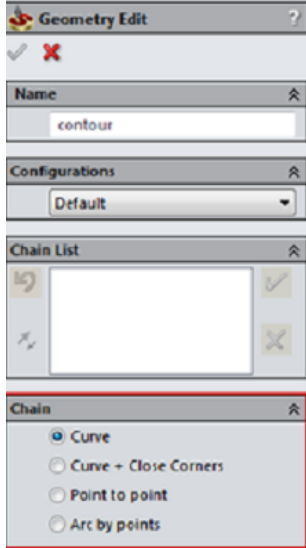 Geometry Edit
?
Name
contour
Configurations
Default
Chain List
Chain
Curve
Curve + Close Corners
Point to point
Arc by points